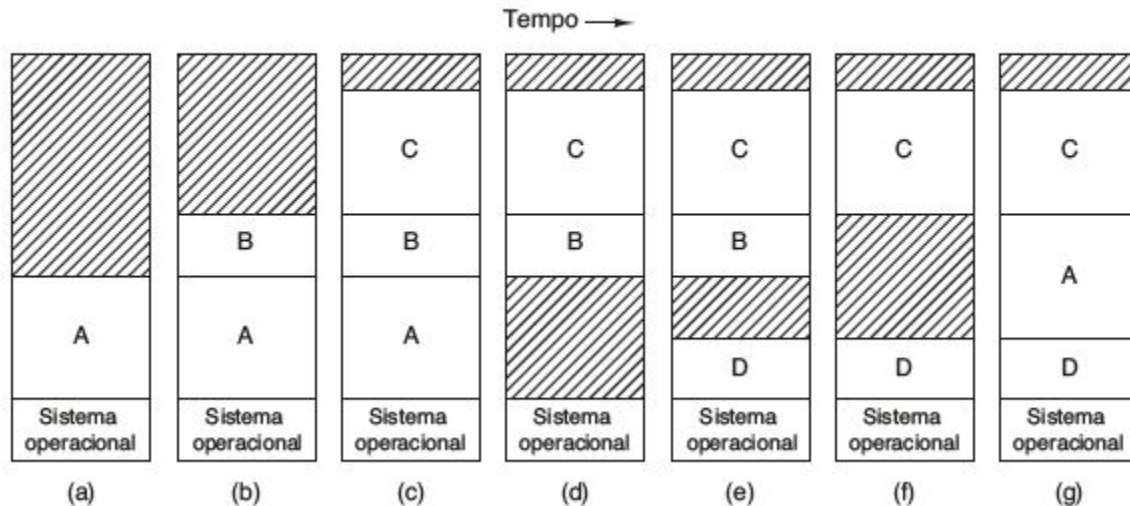 Tempo
C C C C C
B B B B A
A A A D D D
Sistema operacional Sistema operacional Sistema operacional Sistema operacional Sistema operacional Sistema operacional Sistema operacional
(a) (b) (c) (d) (e) (f) (g)